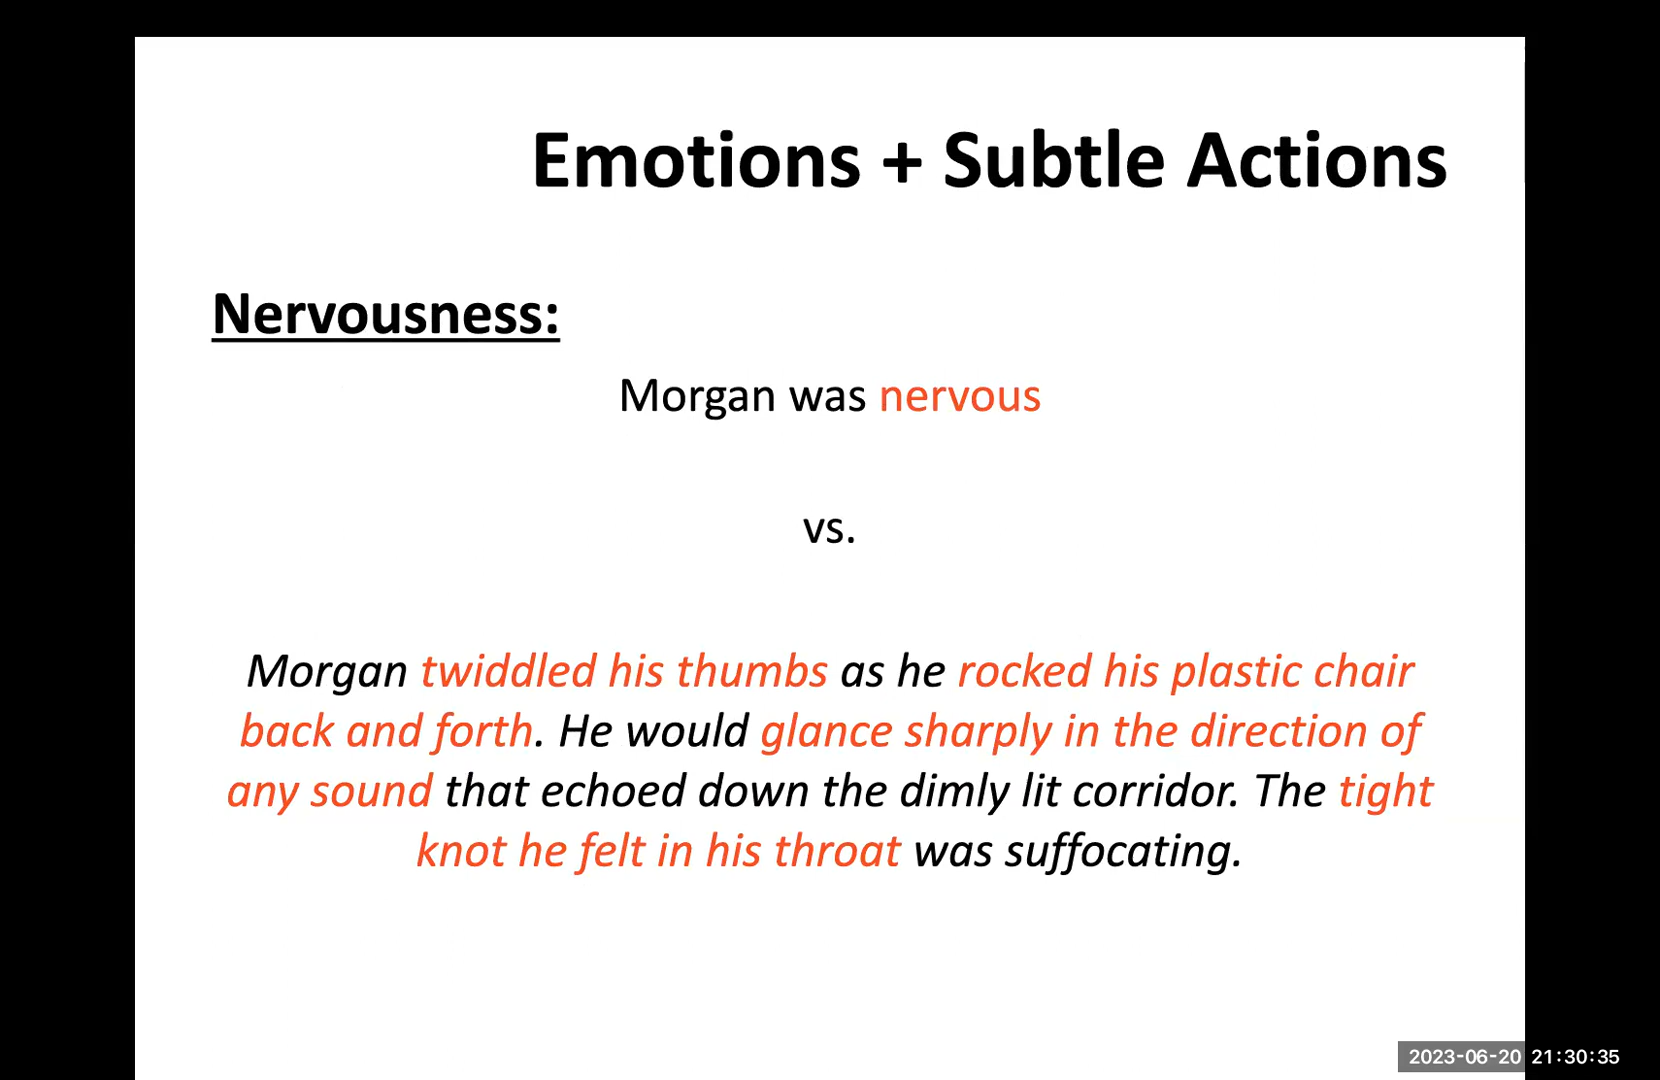 Emotions + Subtle Actions
Nervousness:
Morgan was nervous
vs.
Morgan twiddled his thumbs as he rocked his plastic chair
back and forth. He would glance sharply in the direction of
any sound that echoed down the dimly lit corridor. The tight
knot he felt in his throat was suffocating.
2023-06-20 21:30:35